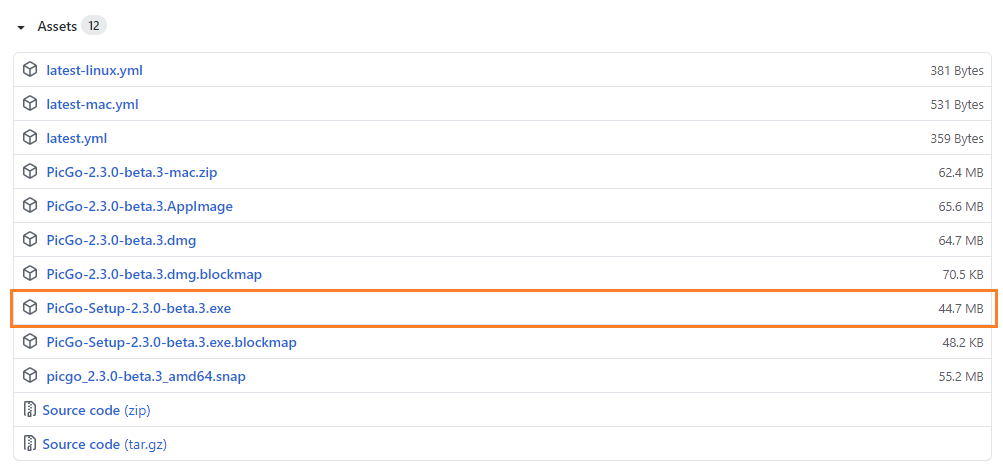 Assets 12
latest-linux.yml 381 Bytes
latest-mac.yml 531 Bytes
latest.yml 359 Bytes
PicGo-2.3.0-beta.3-mac.zip 62.4 MB
PicGo-2.3.0-beta.3.AppImage 65.6 MB
PicGo-2.3.0-beta.3.dmg 64.7 MB
PicGo-2.3.0-beta.3.dmg.blockmap 70.5 KB
PicGo-Setup-2.3.0-beta.3.exe 44.7 MB
PicGo-Setup-2.3.0-beta.3.exe.blockmap 48.2 KB
picgo_2.3.0-beta.3_amd64.snap 55.2 MB
Source code (zip)
Source code (tar.gz)